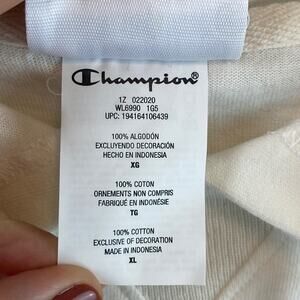 Champion®
1Z 022020
WL6990 1G5
UPC: 194164106439
100% ALGODÓN
EXCLUYENDO DECORACIÓN
HECHO EN INDONESIA
XG
100% COTON
ORNEMENTS NON COMPRIS
FABRIQUÉ EN INDONÉSIE
TG
100% COTTON
EXCLUSIVE OF DECORATION
MADE IN INDONESIA
XL